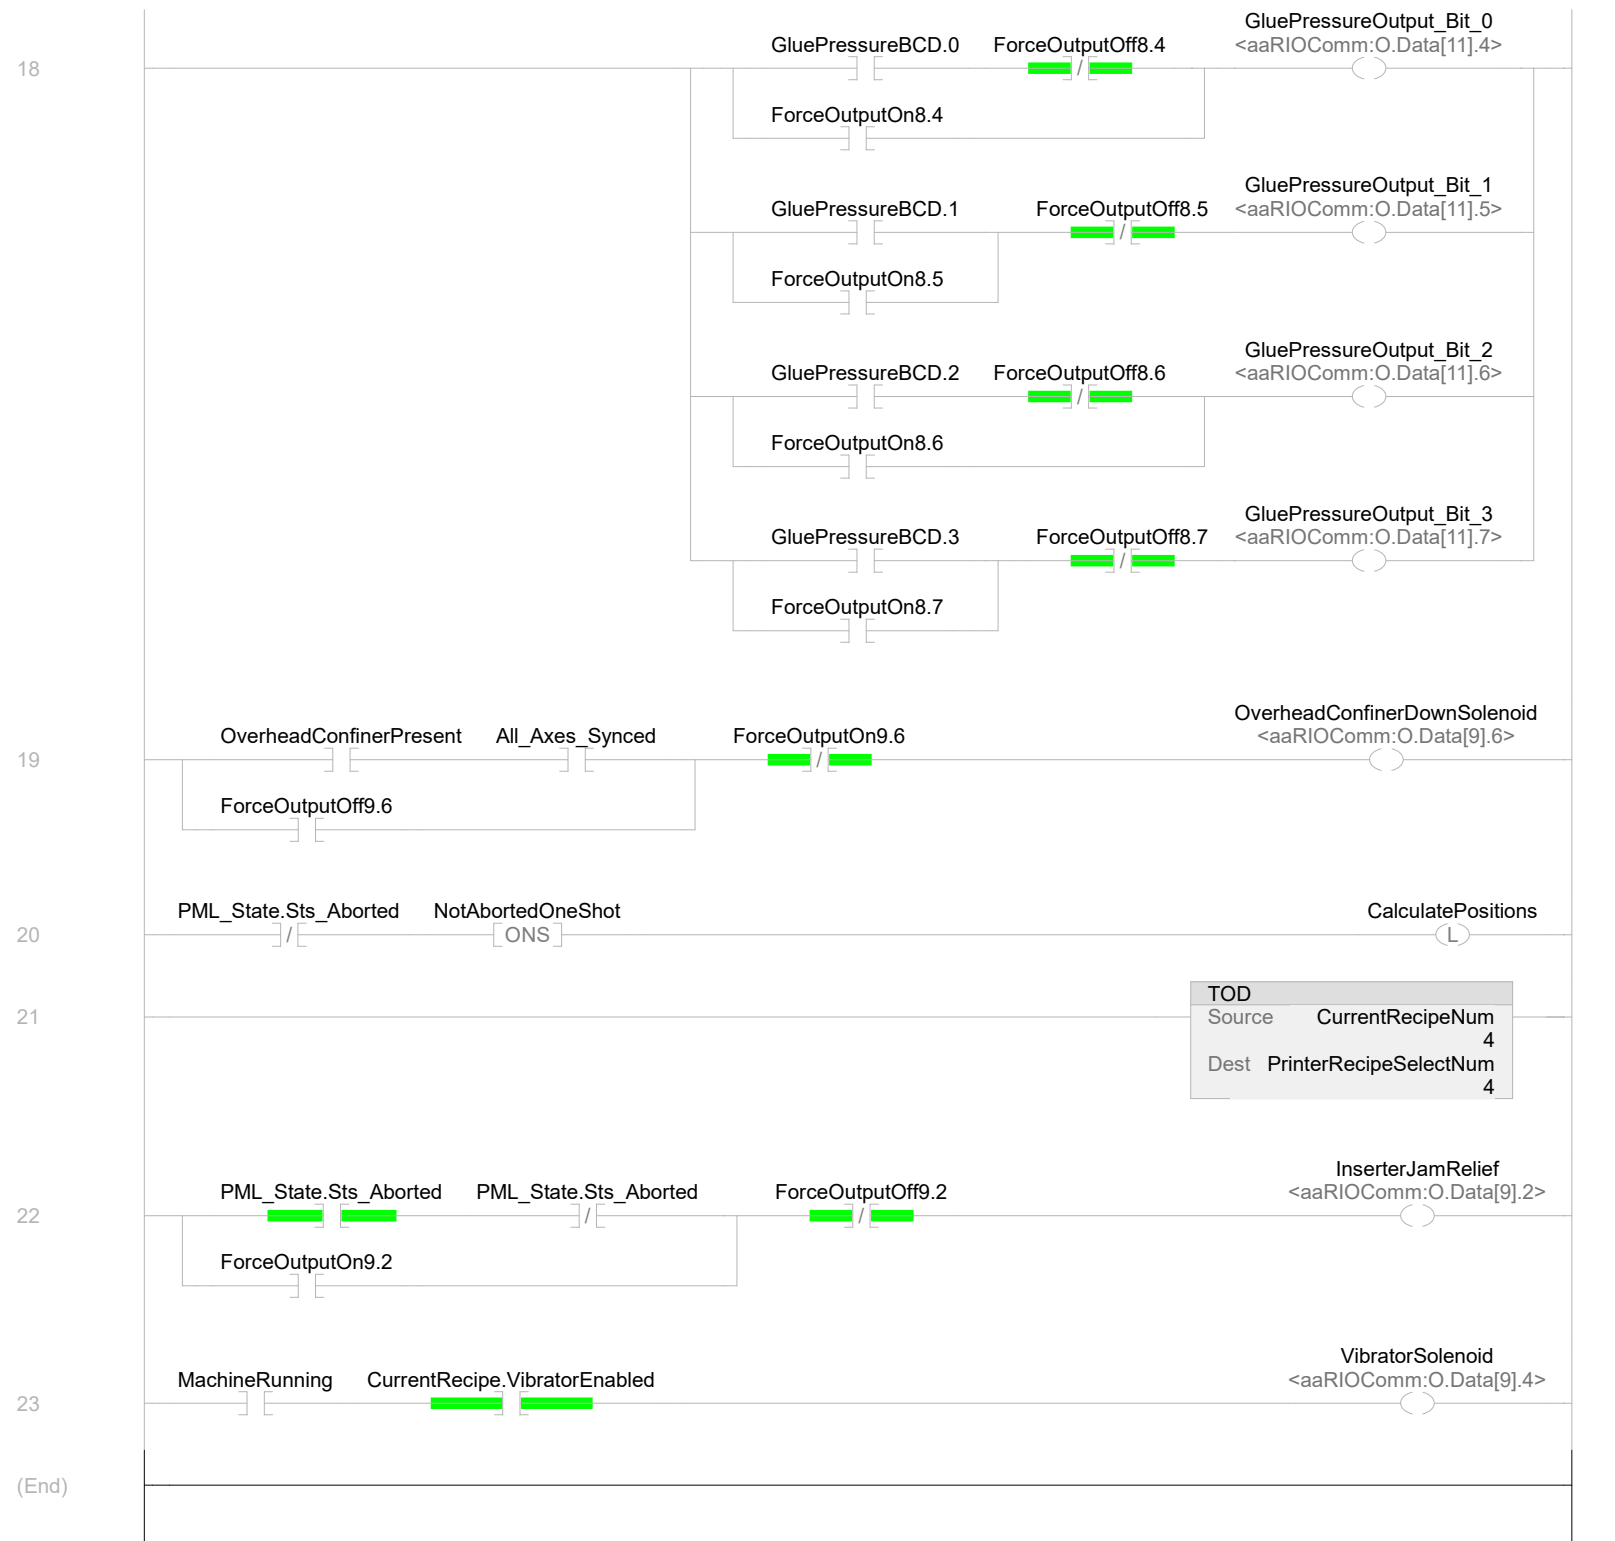 GluePressureOutput_Bit_0
GluePressureBCD.0 ForceOutputOff8.4 <aaRIOComm:O.Data[11].4>
18 /
ForceOutputOn8.4
GluePressureOutput_Bit_1
GluePressureBCD.1 ForceOutputOff8.5 <aaRIOComm:O.Data[11].5>
/
ForceOutputOn8.5
GluePressureOutput_Bit_2
GluePressureBCD.2 ForceOutputOff8.6 <aaRIOComm:O.Data[11].6>
/
ForceOutputOn8.6
GluePressureOutput_Bit_3
GluePressureBCD.3 ForceOutputOff8.7 <aaRIOComm:O.Data[11].7>
/
ForceOutputOn8.7
OverheadConfinerDownSolenoid
OverheadConfinerPresent All_Axes_Synced ForceOutputOn9.6 <aaRIOComm:O.Data[9].6>
19 /
ForceOutputOff9.6
PML_State.Sts_Aborted NotAbortedOneShot CalculatePositions
20 / ONS L
TOD
21 Source CurrentRecipeNum
4
Dest PrinterRecipeSelectNum
4
InserterJamRelief
PML_State.Sts_Aborted PML_State.Sts_Aborted ForceOutputOff9.2 <aaRIOComm:O.Data[9].2>
22 / /
ForceOutputOn9.2
VibratorSolenoid
MachineRunning CurrentRecipe.VibratorEnabled <aaRIOComm:O.Data[9].4>
23
(End)